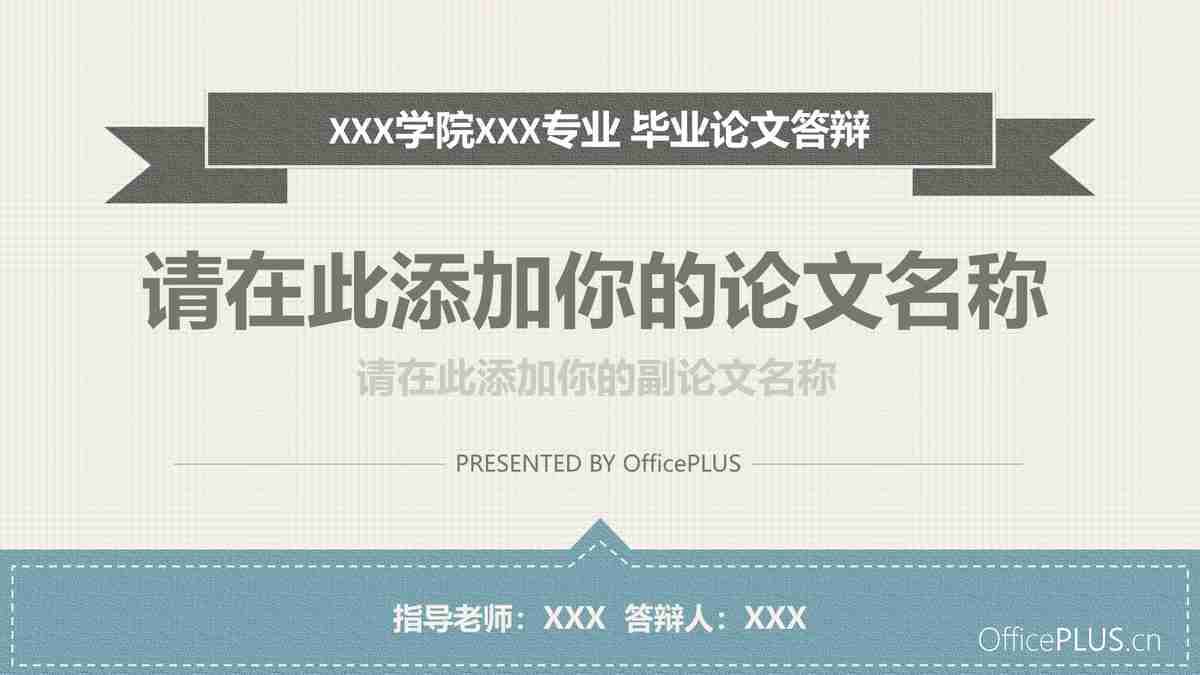 XXX学院XXX专业 毕业论文答辩
请在此添加你的论文名称
请在此添加你的副论文名称
PRESENTED BY OfficePLUS
指导老师：XXX 答辩人：XXX
OfficePLUS.cn